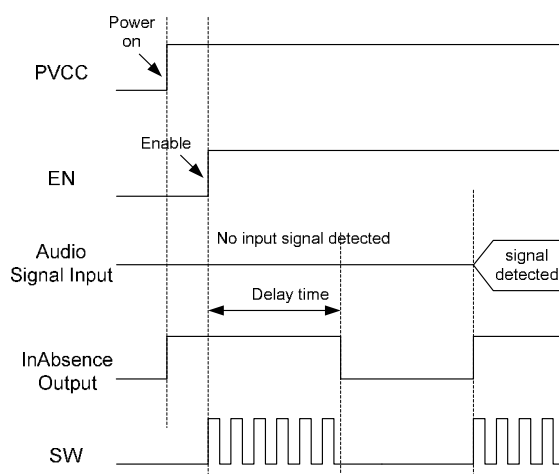 Power
on
PVCC
Enable
EN
No input signal detected
Audio
Signal Input
signal
detected
Delay time
InAbsence
Output
SW